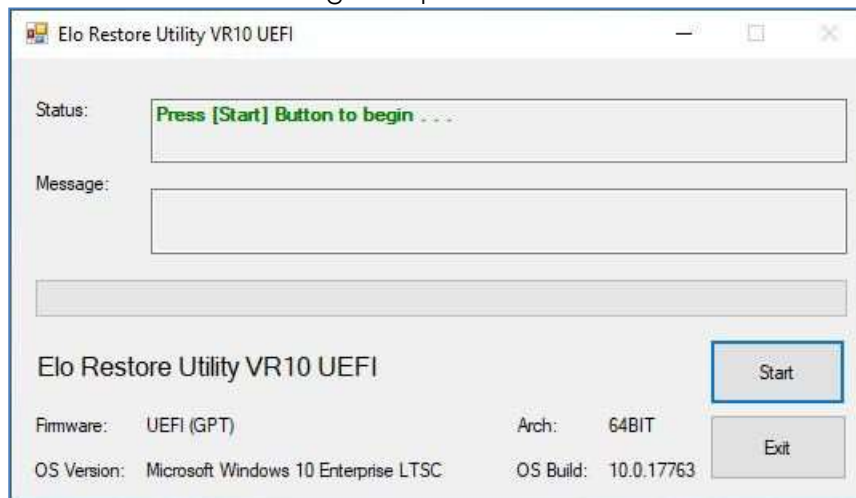 Elo Restore Utility VR10 UEFI
Status:
Press [Start] Button to begin . . .
Message:
Elo Restore Utility VR10 UEFI
Start
Firmware: UEFI (GPT) Arch: 64BIT
Exit
OS Version: Microsoft Windows 10 Enterprise LTSC OS Build: 10.0.17763